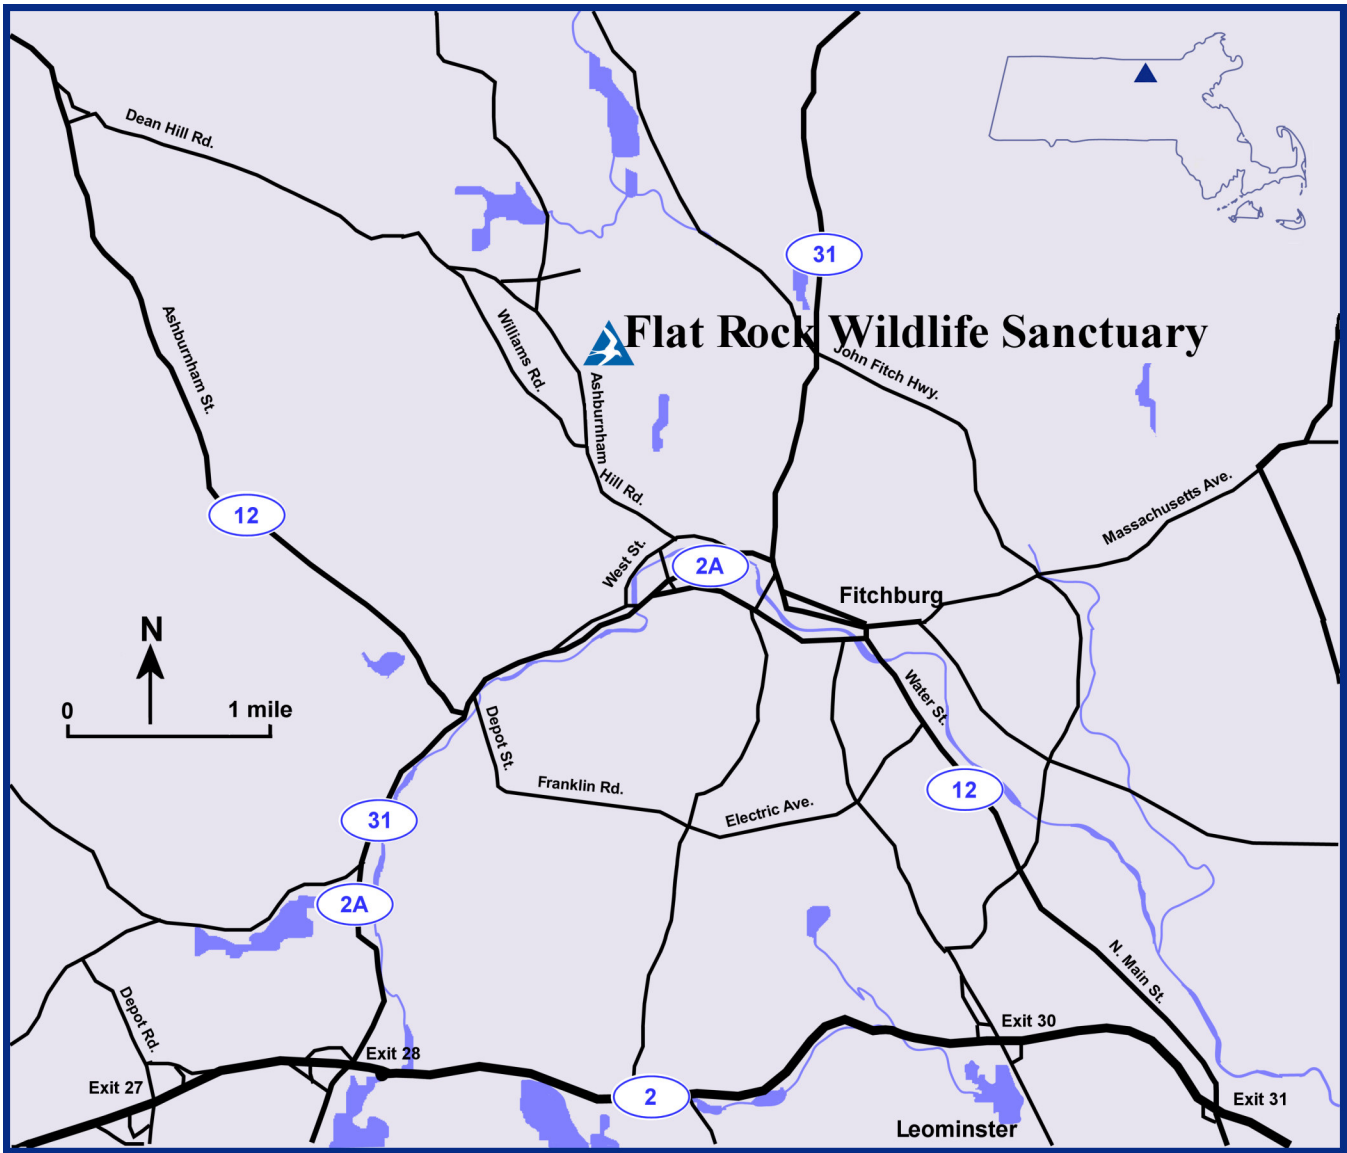 Dean Hill Rd.
31
Flat Rock Wildlife Sanctuary
Ashburnham St.
Williams Rd.
John Fitch Hwy.
Ashburnham
Hill Rd.
Massachusetts Ave.
12
West St.
2A
Fitchburg
N
0 1 mile
Water St.
Depot St.
Franklin Rd.
12
Electric Ave.
31
2A
N. Main St.
Depot Rd.
Exit 30
Exit 28
Exit 27
2
Exit 31
Leominster